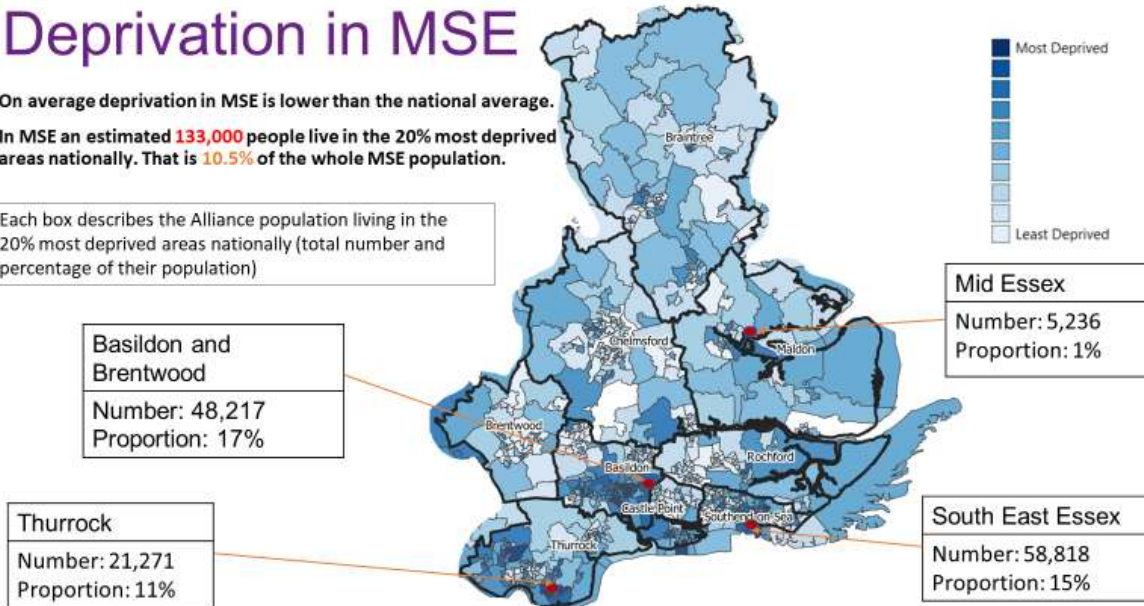 Deprivation in MSE
On average deprivation in MSE is lower than the national average.
In MSE an estimated 133,000 people live in the 20% most deprived
areas nationally. That is 10.5% of the whole MSE population.
Each box describes the Alliance population living in the
20% most deprived areas nationally (total number and
percentage of their population)
Most Deprived
Least Deprived
Braintree
Chelmsford
Maldon
Brentwood
Basildon
Rochford
Castle Point
Southend-on-Sea
Thurrock
Mid Essex
Number: 5,236
Proportion: 1%
Basildon and
Brentwood
Number: 48,217
Proportion: 17%
Thurrock
Number: 21,271
Proportion: 11%
South East Essex
Number: 58,818
Proportion: 15%